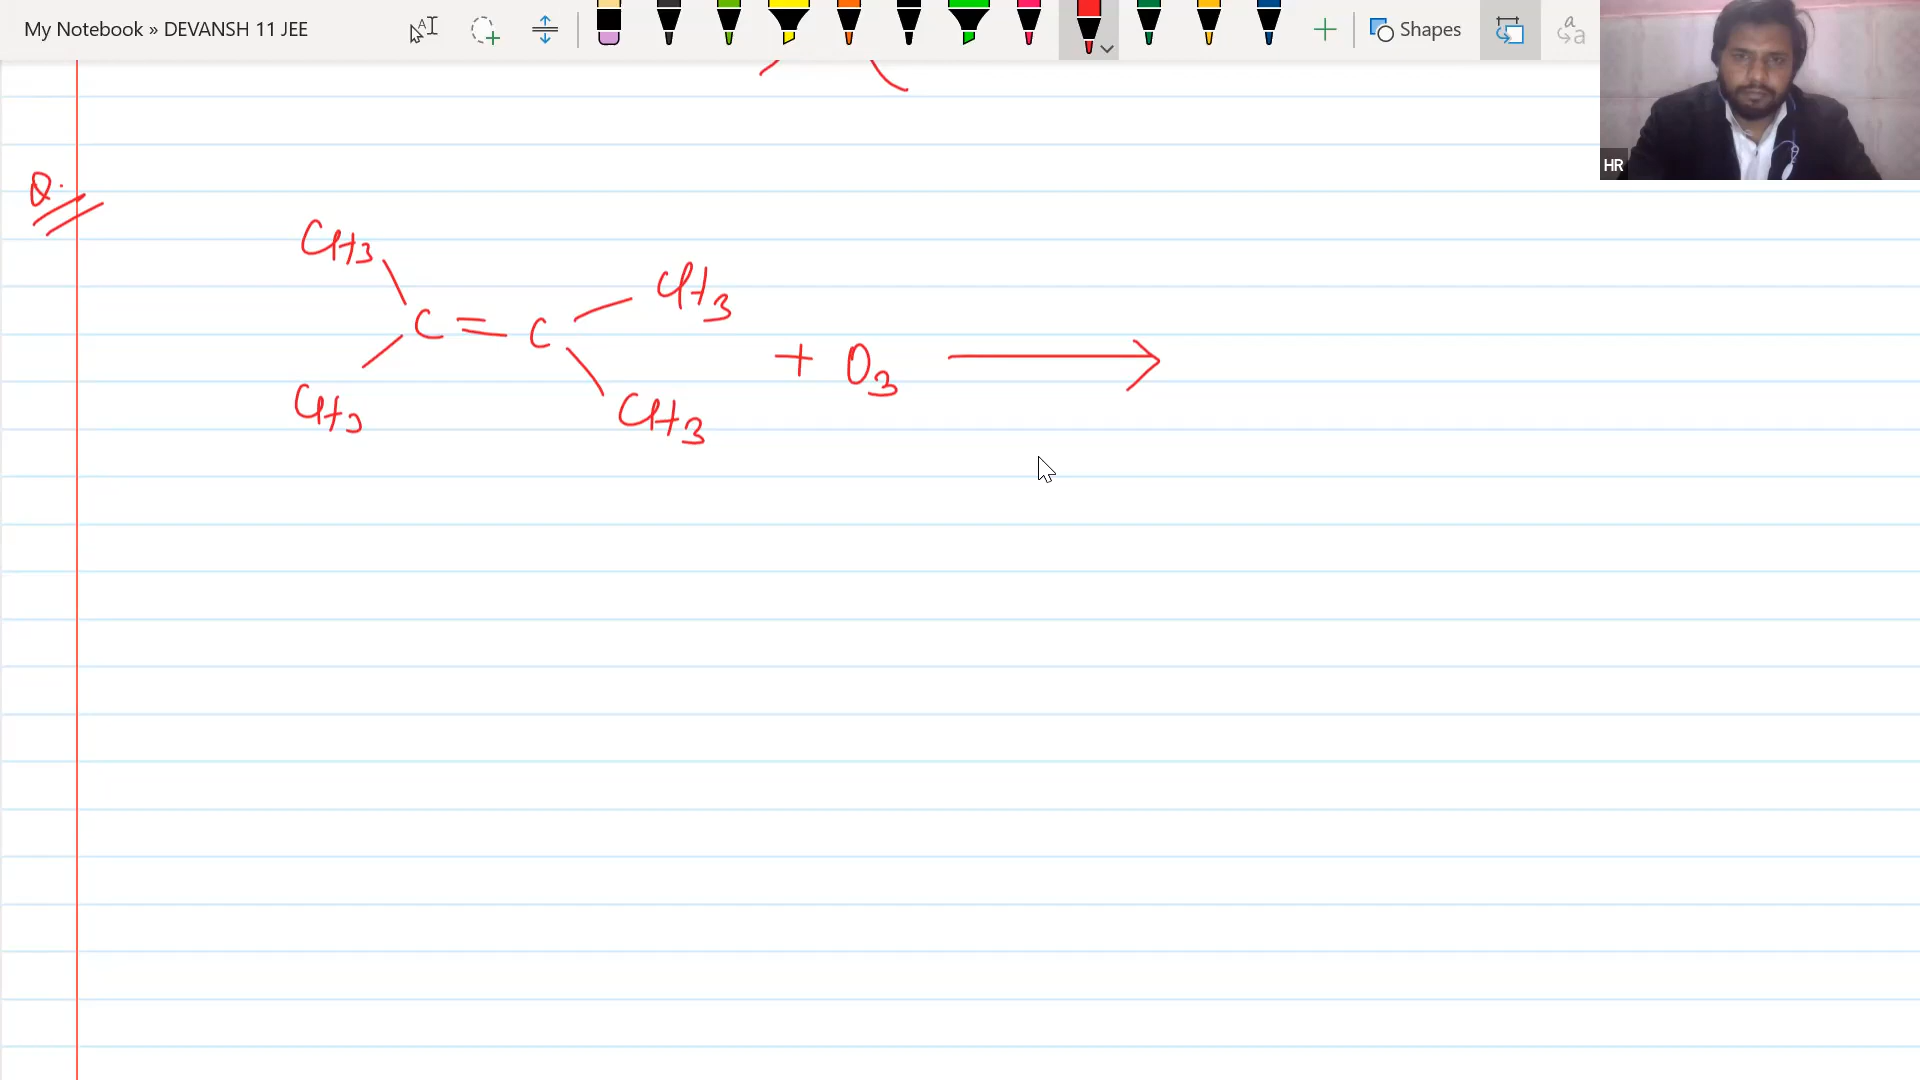 My Notebook » DEVANSH 11 JEE
Shapes
HR
Q.
CH3
CH3
C = C
+ O3
CH3
CH3